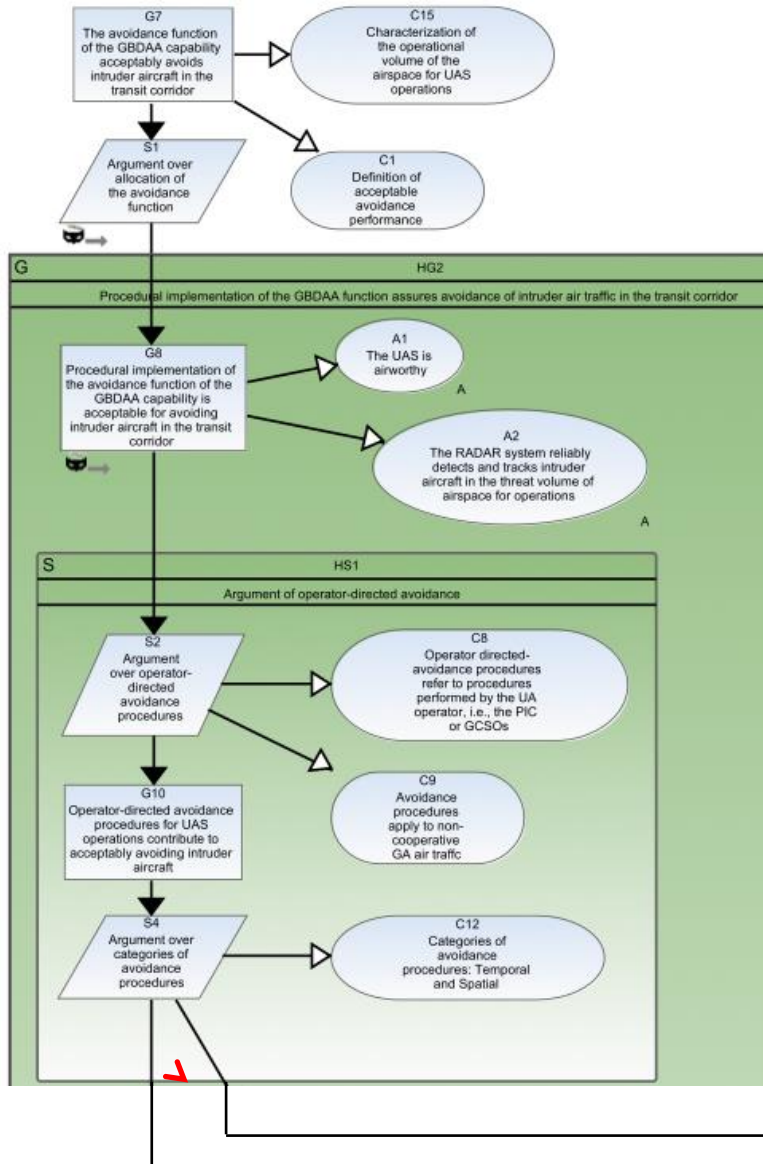 G7
The avoidance function
of the GBDAA capability
acceptably avoids
intruder aircraft in the
transit corridor
C15
Characterization of
the operational
volume of the
airspace for UAS
operations
S1
Argument over
allocation of
the avoidance
function
C1
Definition of
acceptable
avoidance
performance
G
HG2
Procedural implementation of the GBDAA function assures avoidance of intruder air traffic in the transit corridor
G8
Procedural implementation of
the avoidance function of the
GBDAA capability is
acceptable for avoiding
intruder aircraft in the transit
corridor
A1
The UAS is
airworthy
A
A2
The RADAR system reliably
detects and tracks intruder
aircraft in the threat volume of
airspace for operations
A
S
HS1
Argument of operator-directed avoidance
S2
Argument
over operator-
directed
avoidance
procedures
C8
Operator directed-
avoidance procedures
refer to procedures
performed by the UA
operator, i.e., the PIC
or GCSOs
G10
Operator-directed avoidance
procedures for UAS
operations contribute to
acceptably avoiding intruder
aircraft
C9
Avoidance
procedures
apply to non-
cooperative
GA air traffc
S4
Argument over
categories of
avoidance
procedures
C12
Categories of
avoidance
procedures: Temporal
and Spatial